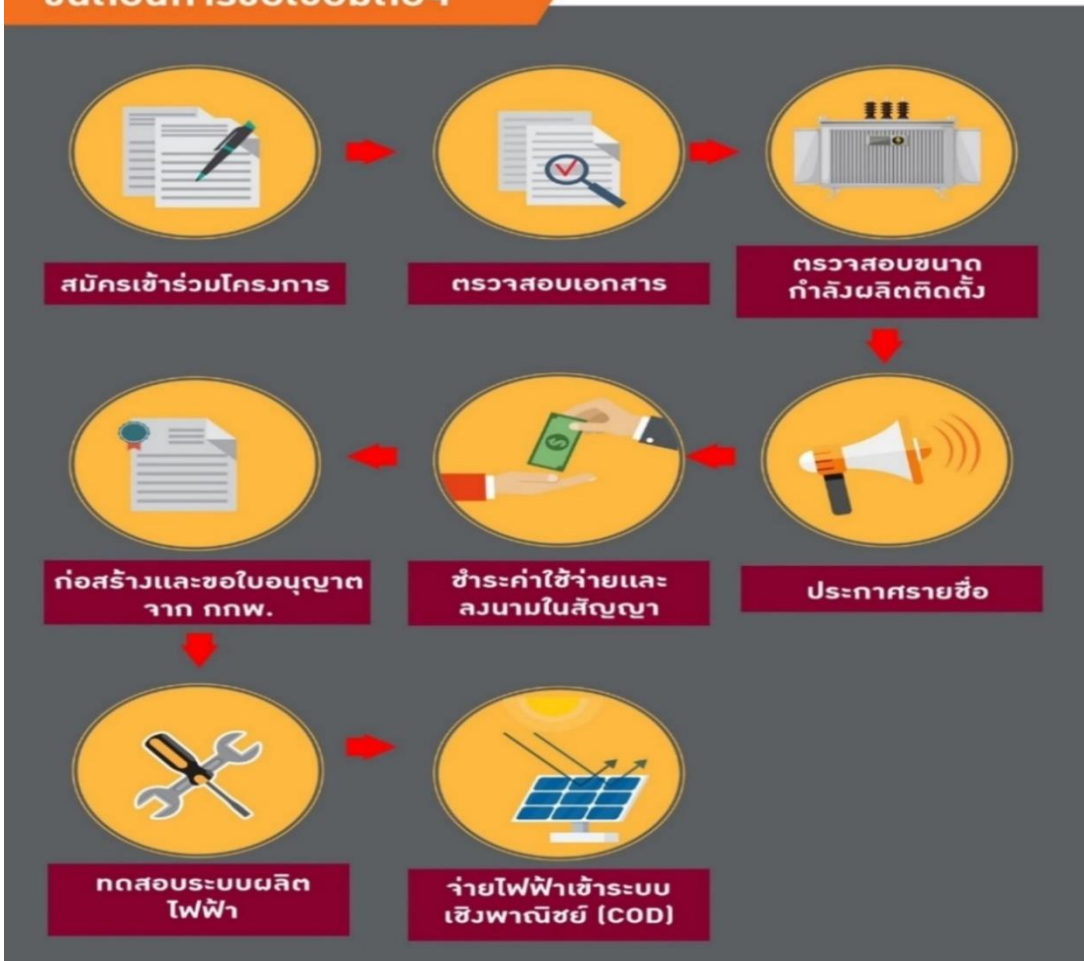 สมัครเข้าร่วมโครงการ
ตรวจสอบเอกสาร
ตรวจสอบขนาด
กำลังผลิตติดตั้ง
ประกาศรายชื่อ
ชำระค่าใช้จ่ายและ
ลงนามในสัญญา
ก่อสร้างและขอใบอนุญาต
จาก กกพ.
ทดสอบระบบผลิต
ไฟฟ้า
จ่ายไฟฟ้าเข้าระบบ
เชิงพาณิชย์ (COD)